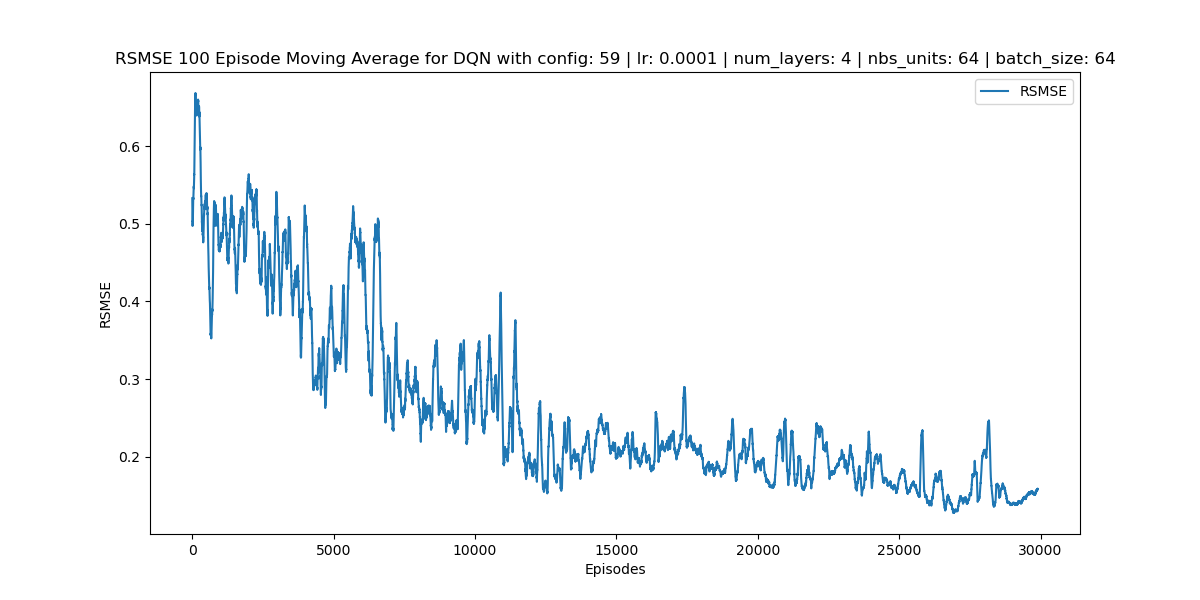 RSMSE 100 Episode Moving Average for DQN with config: 59 | lr: 0.0001 | num_layers: 4 | nbs_units: 64 | batch_size: 64
RSMSE
0.6
0.5
0.4
0.3
0.2
RSMSE
0 5000 10000 15000 20000 25000 30000
Episodes